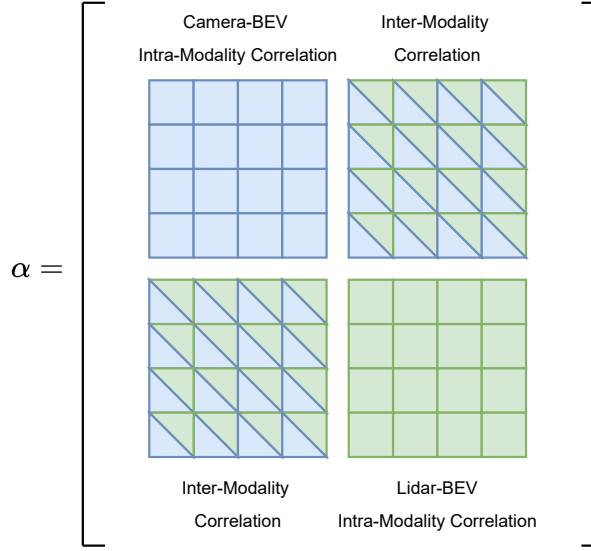 Camera-BEV
Intra-Modality Correlation
Inter-Modality
Correlation
α =
Inter-Modality
Correlation
Lidar-BEV
Intra-Modality Correlation